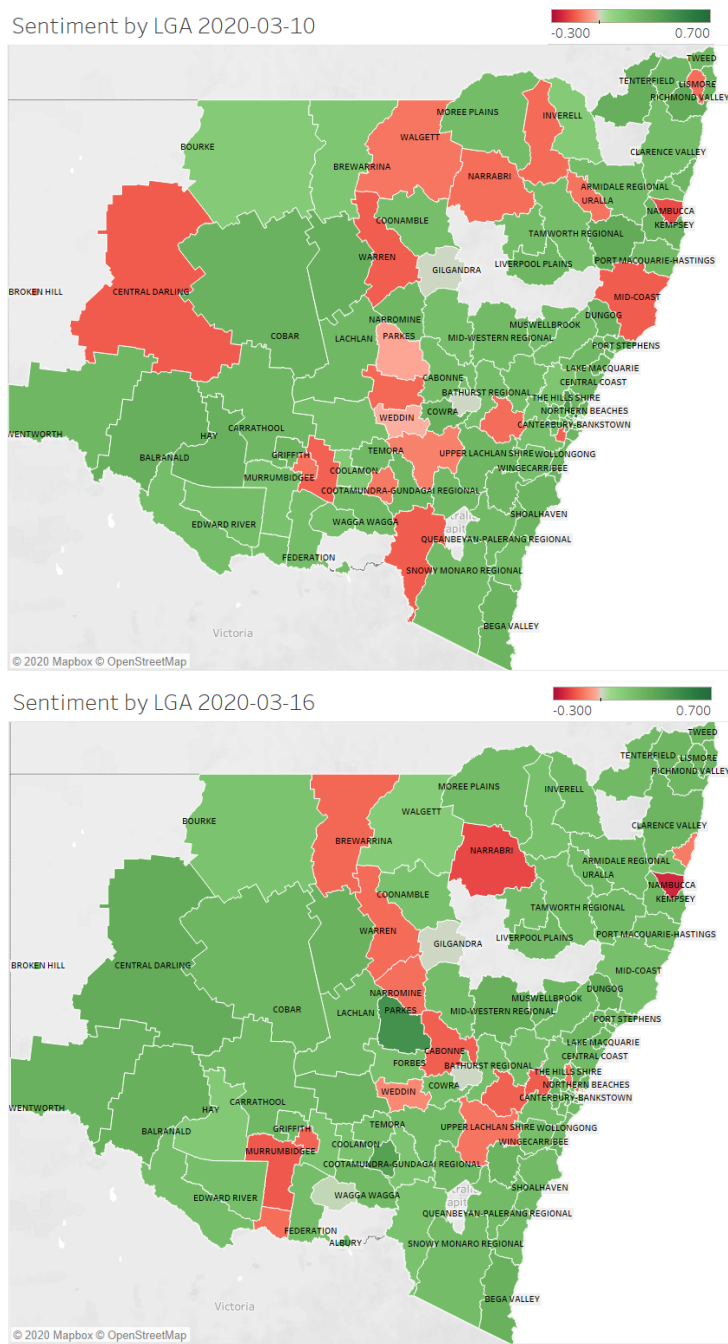 Sentiment by LGA 2020-03-10
-0.300 0.700
TWEED
TENTERFIELD
LISMORE
RICHMOND VALLEY
MOREE PLAINS
INVERELL
WALGETT
BOURKE
CLARENCE VALLEY
BREWARRINA
NARRABRI
ARMIDALE REGIONAL
URALLA
NAMBUCCA
COONAMBLE
KEMPSEY
TAMWORTH REGIONAL
WARREN
PORT MACQUARIE-HASTINGS
LIVERPOOL PLAINS
GILGANDRA
BROKEN HILL
CENTRAL DARLING
MID-COAST
DUNGOG
NARROMINE
MUSWELLBROOK
COBAR
LACHLAN
PARKES
MID-WESTERN REGIONAL
PORT STEPHENS
LAKE MACQUARIE
CABONNE
CENTRAL COAST
BATHURST REGIONAL
THE HILLS SHIRE
COWRA
NORTHERN BEACHES
WEDDIN
CANTERBURY-BANKSTOWN
CARRATHOOL
WENTWORTH
HAY
TEMORA
UPPER LACHLAN SHIRE
WOLLONGONG
BALRANALD
GRIFFITH
COOLAMON
WINGECARRIBEE
MURRUMBIDGEE
COOTAMUNDRA-GUNDAGAI REGIONAL
SHOALHAVEN
WAGGA WAGGA
EDWARD RIVER
QUEANBEYAN-PALERANG REGIONAL
FEDERATION
SNOWY MONARO REGIONAL
BEGA VALLEY
Victoria
© 2020 Mapbox © OpenStreetMap
Sentiment by LGA 2020-03-16
-0.300 0.700
TWEED
TENTERFIELD
LISMORE
RICHMOND VALLEY
MOREE PLAINS
INVERELL
WALGETT
BOURKE
CLARENCE VALLEY
BREWARRINA
NARRABRI
ARMIDALE REGIONAL
URALLA
NAMBUCCA
COONAMBLE
KEMPSEY
TAMWORTH REGIONAL
WARREN
PORT MACQUARIE-HASTINGS
LIVERPOOL PLAINS
GILGANDRA
BROKEN HILL
CENTRAL DARLING
MID-COAST
DUNGOG
NARROMINE
MUSWELLBROOK
COBAR
LACHLAN
PARKES
MID-WESTERN REGIONAL
PORT STEPHENS
LAKE MACQUARIE
CABONNE
CENTRAL COAST
FORBES
BATHURST REGIONAL
THE HILLS SHIRE
COWRA
NORTHERN BEACHES
WEDDIN
CANTERBURY-BANKSTOWN
CARRATHOOL
WENTWORTH
HAY
TEMORA
UPPER LACHLAN SHIRE
WOLLONGONG
BALRANALD
GRIFFITH
COOLAMON
WINGECARRIBEE
MURRUMBIDGEE
COOTAMUNDRA-GUNDAGAI REGIONAL
SHOALHAVEN
WAGGA WAGGA
EDWARD RIVER
QUEANBEYAN-PALERANG REGIONAL
FEDERATION
ALBURY
SNOWY MONARO REGIONAL
BEGA VALLEY
Victoria
© 2020 Mapbox © OpenStreetMap